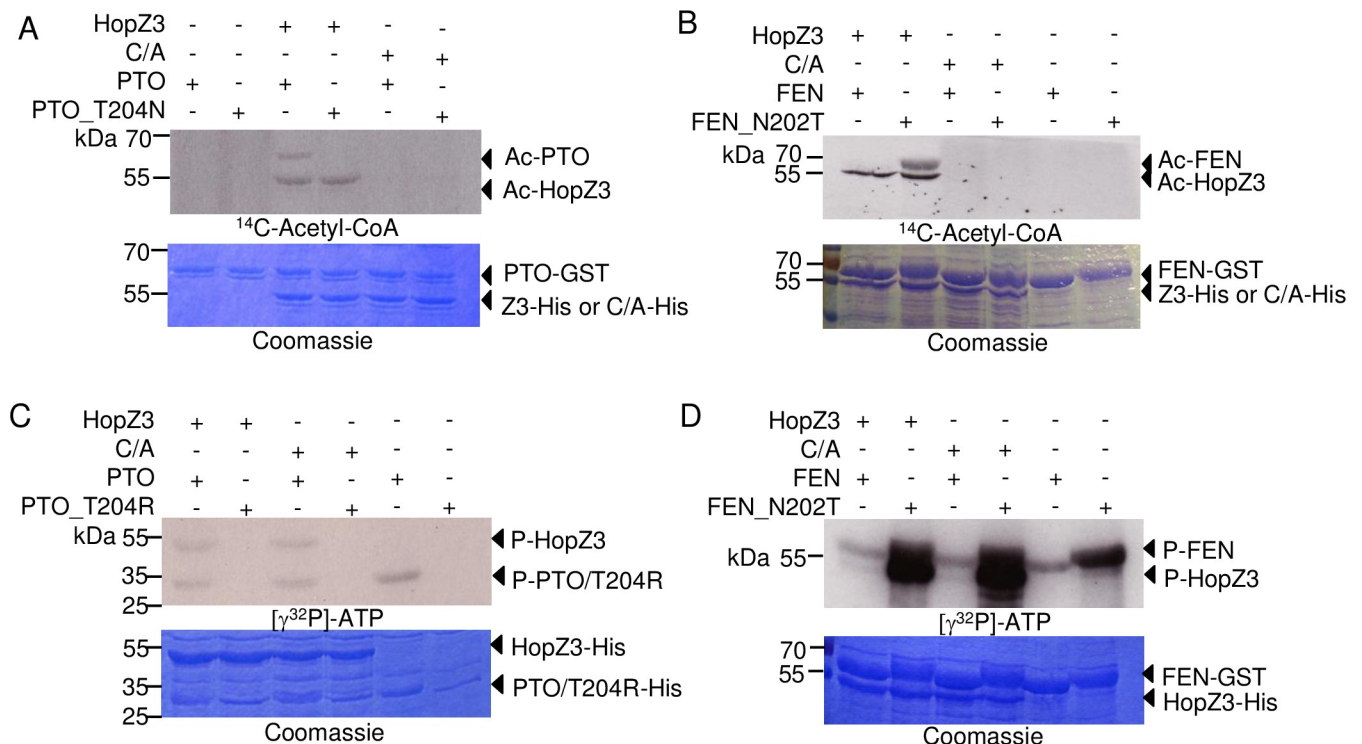 A
HopZ3 - - + + - -
C/A - - - - + +
PTO + - + - + -
PTO_T204N - + - + - +
kDa 70
55
Ac-PTO
Ac-HopZ3
14C-Acetyl-CoA
70
55
PTO-GST
Z3-His or C/A-His
Coomassie
B
HopZ3 + + - - - -
C/A - - + + - -
FEN + - + - + -
FEN_N202T - + - + - +
kDa 70
55
Ac-FEN
Ac-HopZ3
14C-Acetyl-CoA
70
55
FEN-GST
Z3-His or C/A-His
Coomassie
C
HopZ3 + + - - - -
C/A - - + + - -
PTO + - + - + -
PTO_T204R - + - + - +
kDa 55
35
25
P-HopZ3
P-PTO/T204R
[γ32P]-ATP
55
35
25
HopZ3-His
PTO/T204R-His
Coomassie
D
HopZ3 + + - - - -
C/A - - + + - -
FEN + - + - + -
FEN_N202T - + - + - +
kDa 55
P-FEN
P-HopZ3
[γ32P]-ATP
70
55
FEN-GST
HopZ3-His
Coomassie